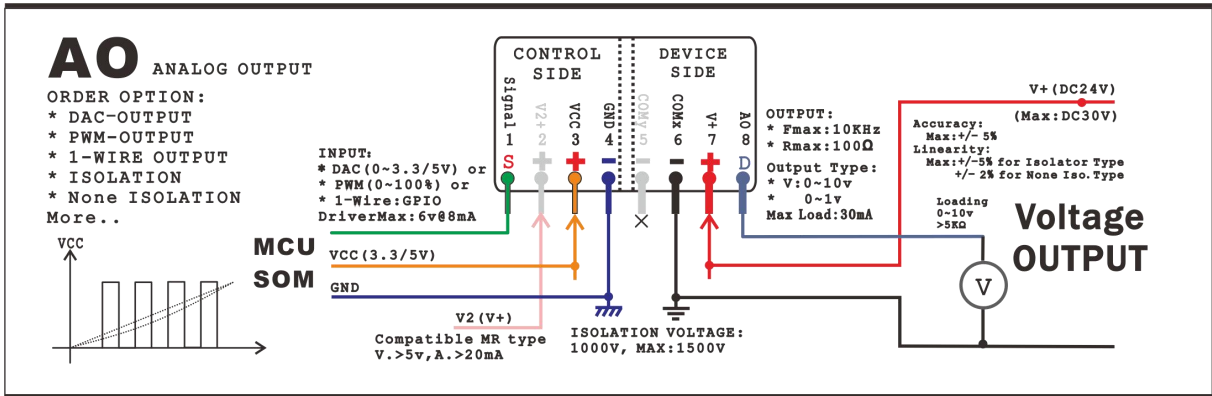 AO ANALOG OUTPUT
ORDER OPTION:
* DAC-OUTPUT
* PWM-OUTPUT
* 1-WIRE OUTPUT
* ISOLATION
* None ISOLATION
More..
VCC
INPUT:
* DAC(0~3.3/5V) or
* PWM(0~100%) or
* 1-Wire:GPIO
DriverMax:6v@8mA
MCU
SOM
VCC(3.3/5V)
GND
V2(V+)
Compatible MR type
V.>5v,A.>20mA
CONTROL
SIDE
DEVICE
SIDE
Signal 1
V2+ 2
VCC 3
GND 4
COMy 5
COMx 6
V+ 7
AO 8
S
D
ISOLATION VOLTAGE:
1000V, MAX:1500V
OUTPUT:
* Fmax:10KHz
* Rmax:100Ω
Output Type:
* V:0~10v
* 0~1v
Max Load:30mA
V+(DC24V)
(Max:DC30V)
Accuracy:
Max:+/- 5%
Linearity:
Max:+/-5% for Isolator Type
+/- 2% for None Iso. Type
Loading
0~10v
>5KΩ
Voltage
OUTPUT
V